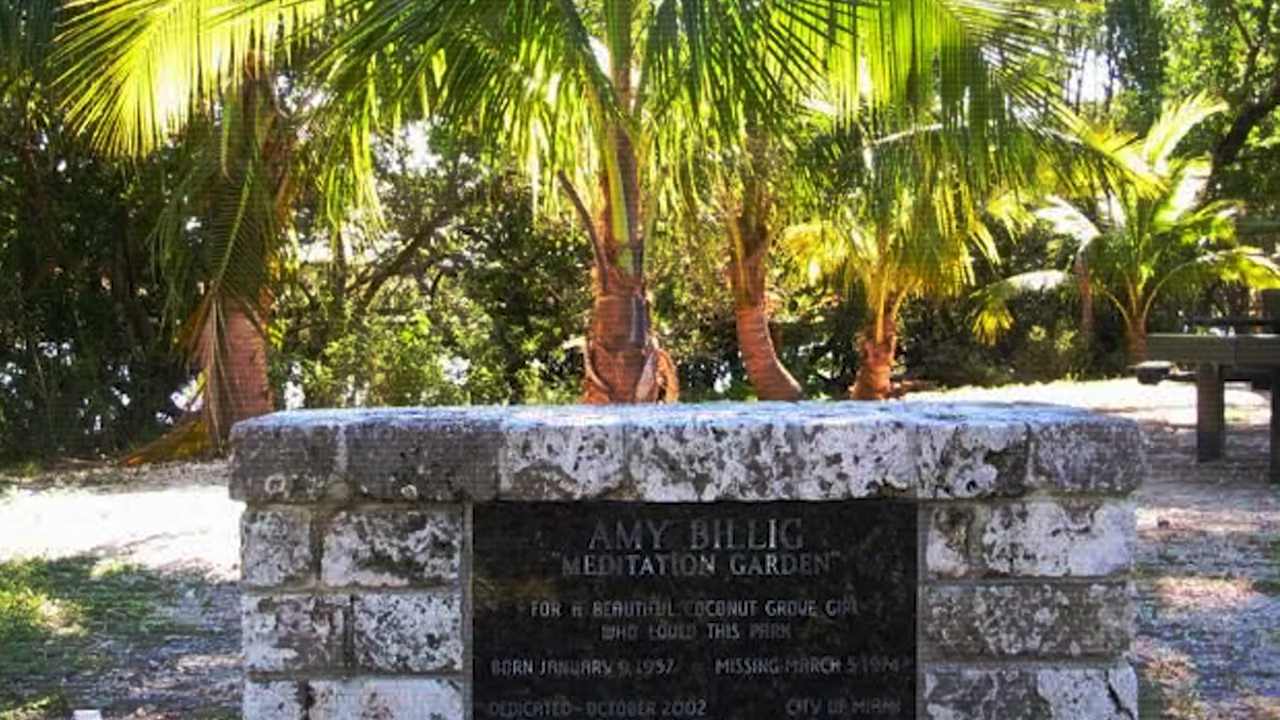 AMY BILLIG
"MEDITATION GARDEN"
FOR A BEAUTIFUL COCONUT GROVE GIRL
WHO LOVED THIS PARK
BORN JANUARY 9, 1957 MISSING MARCH 5 1974
DEDICATED - OCTOBER 2002 CITY OF MIAMI